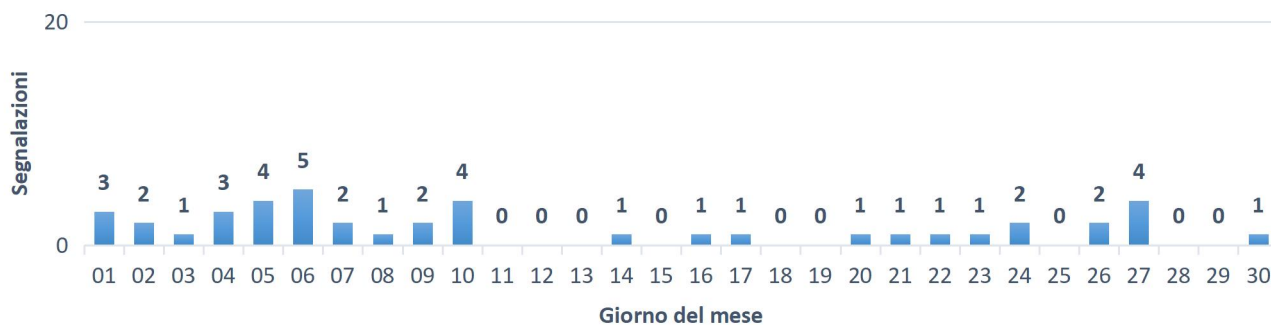 20
Segnalazioni
3 2 1 3 4 5 2 1 2 4 0 0 0 1 0 1 1 0 0 1 1 1 1 2 0 2 4 0 0 1
0
01 02 03 04 05 06 07 08 09 10 11 12 13 14 15 16 17 18 19 20 21 22 23 24 25 26 27 28 29 30
Giorno del mese